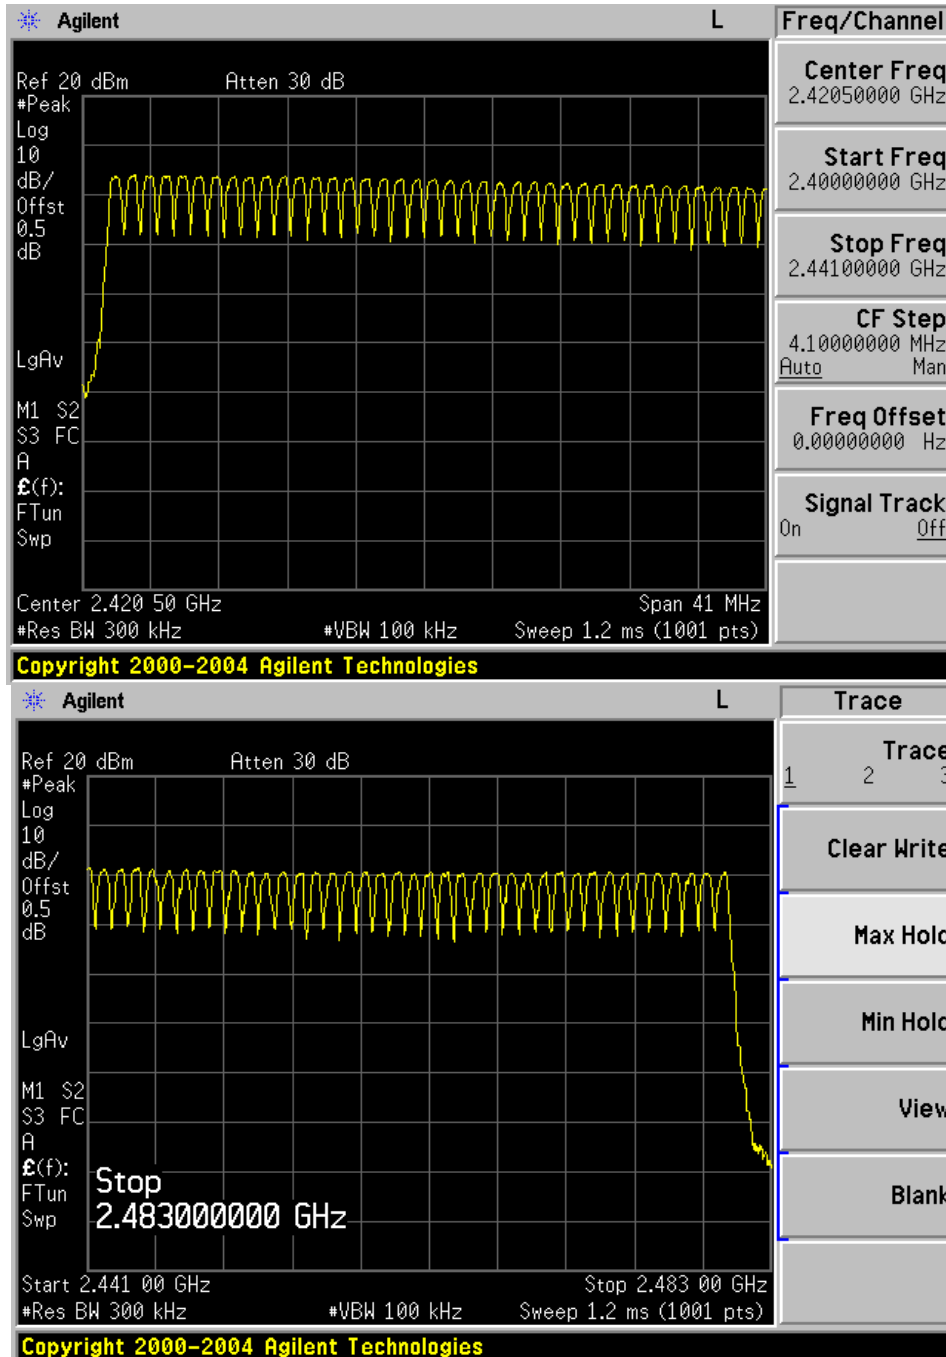 Agilent L Freq/Channel
Ref 20 dBm Atten 30 dB
#Peak
Log
10
dB/
Offst
0.5
dB
LgAv
M1 S2
S3 FC
A
£(f):
FTun
Swp
Center 2.420 50 GHz Span 41 MHz
#Res BW 300 kHz #VBW 100 kHz Sweep 1.2 ms (1001 pts)
Center Freq
2.42050000 GHz
Start Freq
2.40000000 GHz
Stop Freq
2.44100000 GHz
CF Step
4.10000000 MHz
Auto Man
Freq Offset
0.00000000 Hz
Signal Track
On Off
Copyright 2000-2004 Agilent Technologies
Agilent L Trace
Ref 20 dBm Atten 30 dB
#Peak
Log
10
dB/
Offst
0.5
dB
LgAv
M1 S2
S3 FC
A
£(f):
FTun
Swp
Stop
2.483000000 GHz
Start 2.441 00 GHz Stop 2.483 00 GHz
#Res BW 300 kHz #VBW 100 kHz Sweep 1.2 ms (1001 pts)
Trace
1 2 3
Clear Write
Max Hold
Min Hold
View
Blank
Copyright 2000-2004 Agilent Technologies